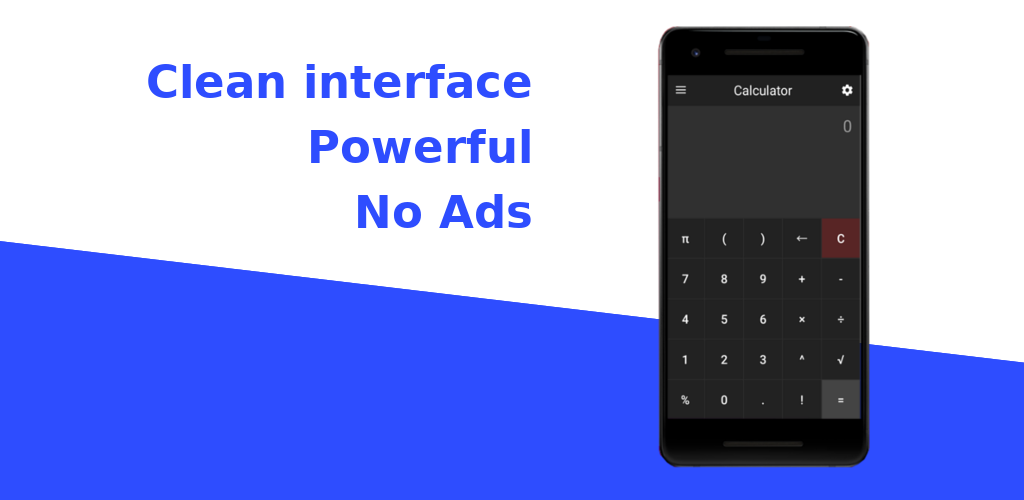 Clean interface
Powerful
No Ads
Calculator
0
π ( ) ← C
7 8 9 + -
4 5 6 × ÷
1 2 3 ^ √
% 0 . ! =